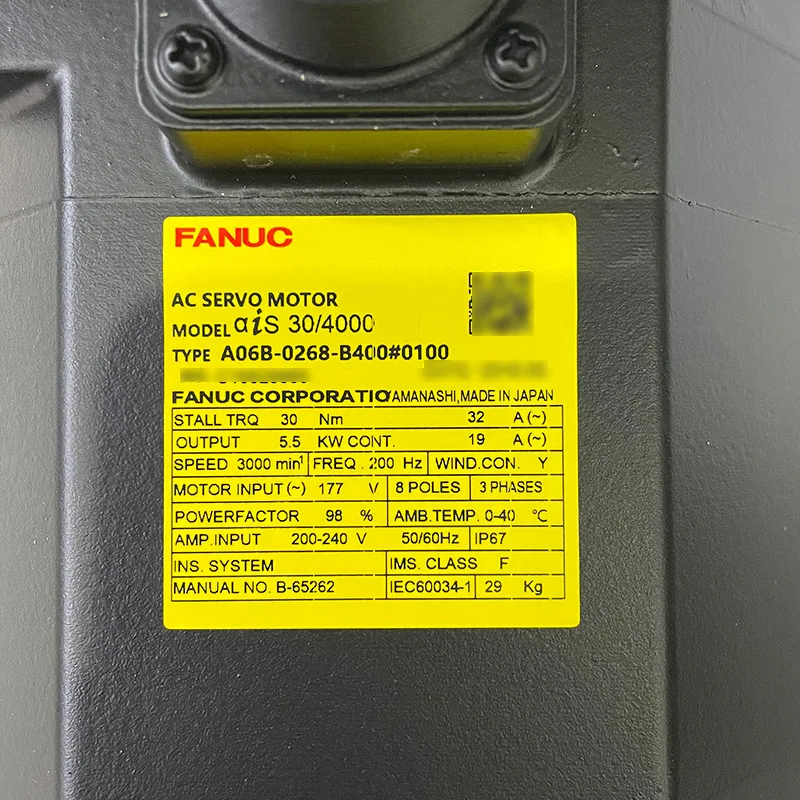 FANUC
AC SERVO MOTOR
MODEL αiS 30/4000
TYPE A06B-0268-B400#0100
FANUC CORPORATIO YAMANASHI, MADE IN JAPAN
STALL TRQ 30 Nm 32 A (~)
OUTPUT 5.5 KW CONT. 19 A (~)
SPEED 3000 min¹ FREQ . 200 Hz WIND.CON. Y
MOTOR INPUT (~) 177 V 8 POLES 3 PHASES
POWERFACTOR 98 % AMB.TEMP. 0-40 ℃
AMP.INPUT 200-240 V 50/60Hz IP67
INS. SYSTEM IMS. CLASS F
MANUAL NO. B-65262 IEC60034-1 29 Kg